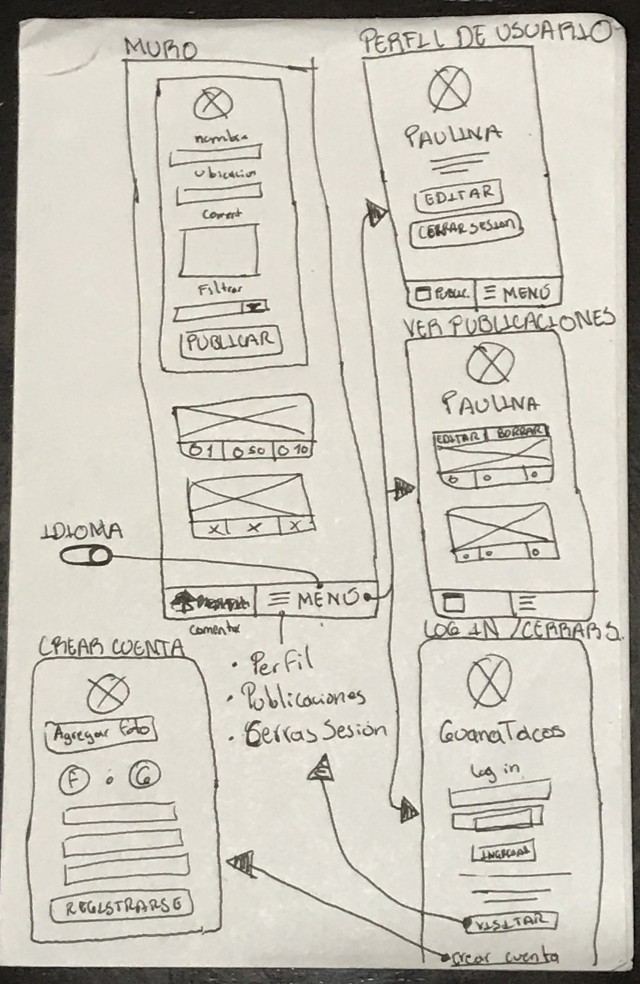 MURO
nombre
Ubicacion
Coment
Filtrar
PUBLICAR
01 050 010
X X X
IDIOMA
MENÚ
comentar
• Perfil
• Publicaciones
• Cerrar Sesión
PERFIL DE USUARIO
PAULINA
EDITAR
CERRAR SESION
PUBLIC. MENÚ
VER PUBLICACIONES
PAULINA
EDITAR BORRAR
LOG IN / CERRAR S.
GuanaTacos
Log in
INGRESAR
VISITAR
crear cuenta
CREAR CUENTA
Agregar foto
F ó G
REGISTRARSE